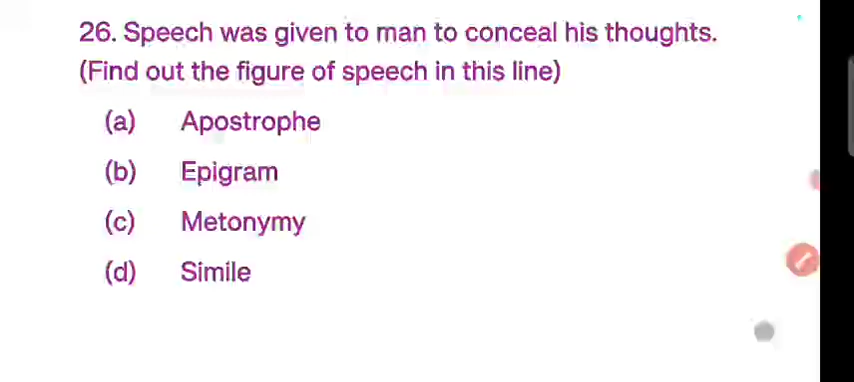 26. Speech was given to man to conceal his thoughts.
(Find out the figure of speech in this line)
(a) Apostrophe
(b) Epigram
(c) Metonymy
(d) Simile